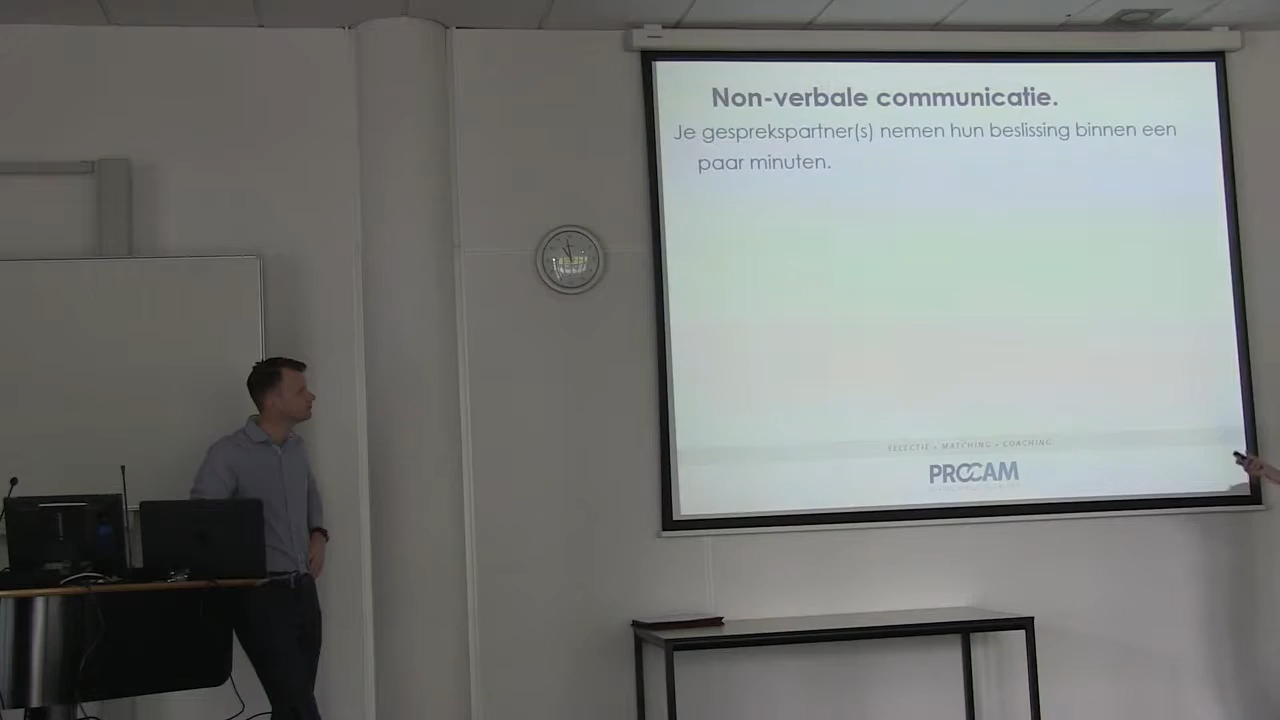 Non-verbale communicatie.
Je gesprekspartner(s) nemen hun beslissing binnen een
paar minuten.
SELECTIE • MATCHING • COACHING
PROCAM